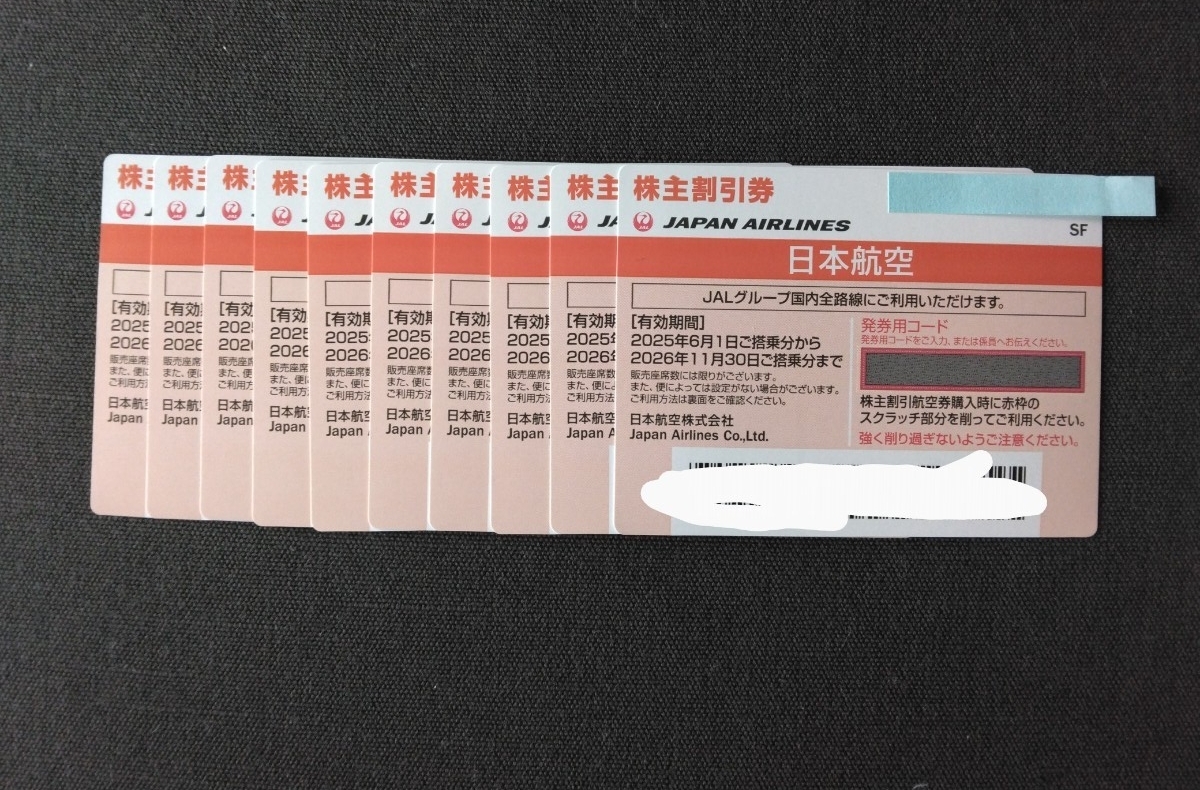 株主割引券
JAL JAPAN AIRLINES
SF
日本航空
JALグループ国内全路線にご利用いただけます。
[有効期間]
2025年6月1日ご搭乗分から
2026年11月30日ご搭乗分まで
販売座席数には限りがございます。
また、便によっては設定がない場合がございます。
ご利用方法は裏面をご確認ください。
日本航空株式会社
Japan Airlines Co.,Ltd.
発券用コード
発券用コードをご入力、または係員へお伝えください。
株主割引航空券購入時に赤枠の
スクラッチ部分を削ってご利用ください。
強く削り過ぎないようご注意ください。